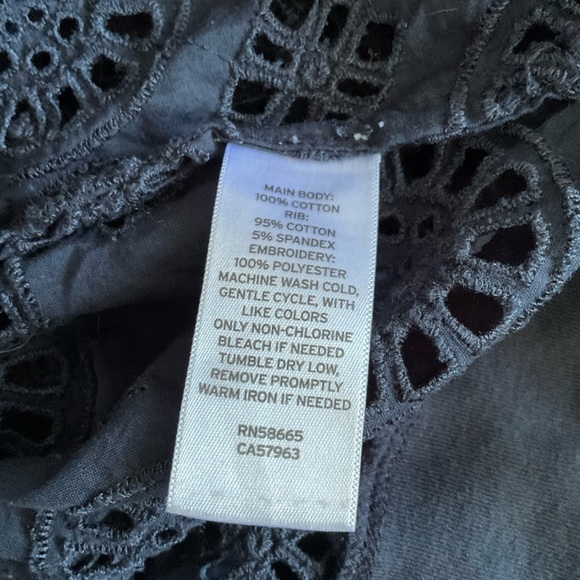 MAIN BODY:
100% COTTON
RIB:
95% COTTON
5% SPANDEX
EMBROIDERY:
100% POLYESTER
MACHINE WASH COLD,
GENTLE CYCLE, WITH
LIKE COLORS
ONLY NON-CHLORINE
BLEACH IF NEEDED
TUMBLE DRY LOW,
REMOVE PROMPTLY
WARM IRON IF NEEDED
RN58665
CA57963